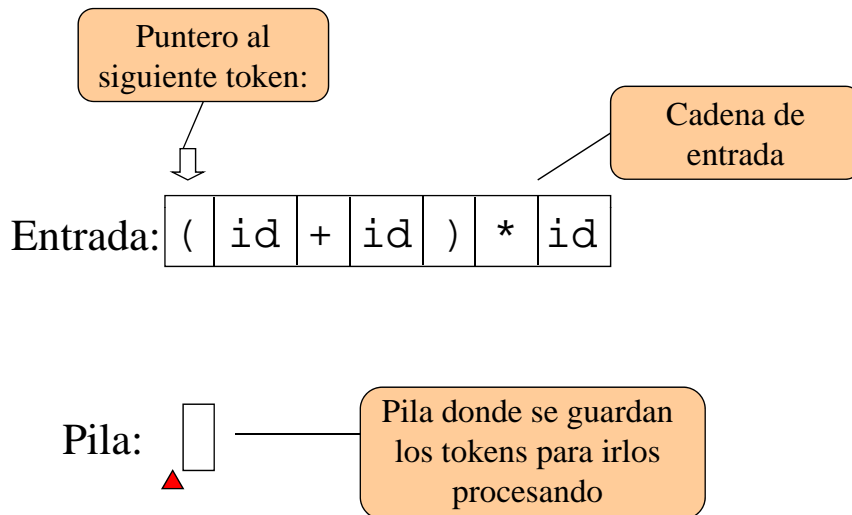 Puntero al
siguiente token:
Cadena de
entrada
Entrada: ( id + id ) * id
Pila:
Pila donde se guardan
los tokens para irlos
procesando